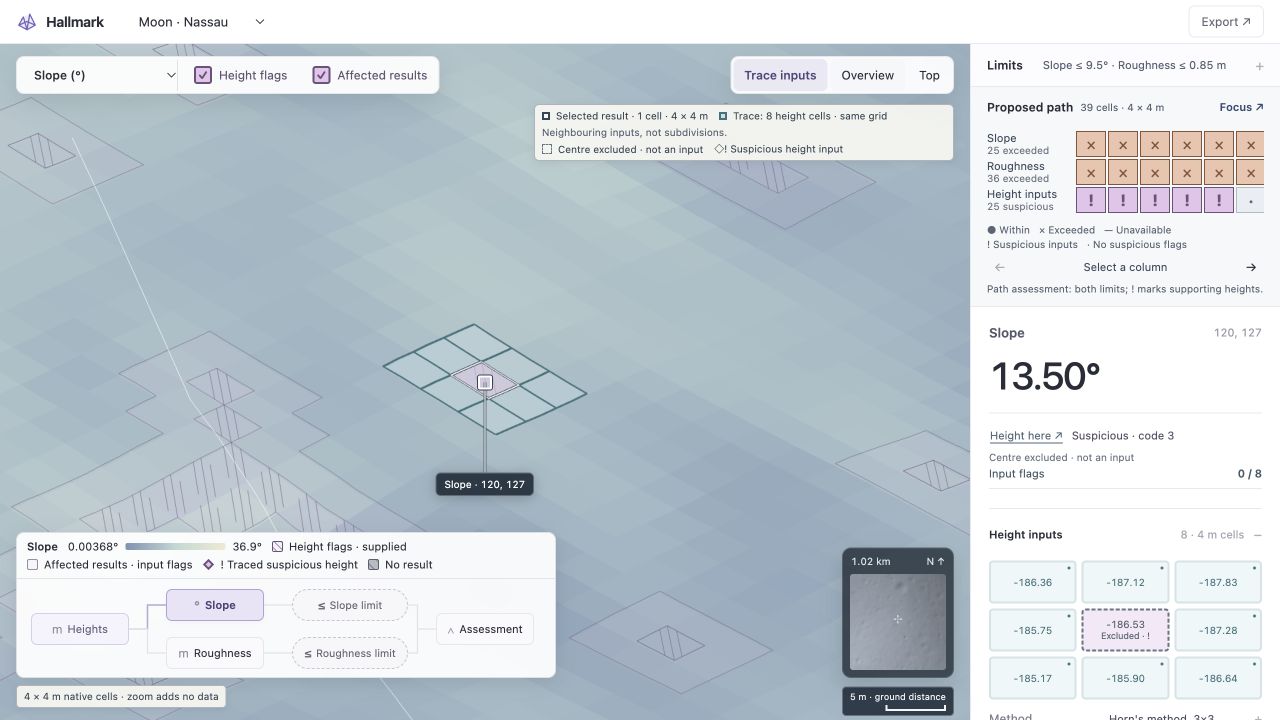 Hallmark
Moon · Nassau
Export ↗
Slope (°)
Height flags
Affected results
Trace inputs
Overview
Top
Selected result · 1 cell · 4 × 4 m
Trace: 8 height cells · same grid
Neighbouring inputs, not subdivisions.
Centre excluded · not an input
! Suspicious height input
Slope · 120, 127
Slope 0.00368° 36.9°
Height flags · supplied
Affected results · input flags
! Traced suspicious height
No result
m Heights
° Slope
≤ Slope limit
m Roughness
≤ Roughness limit
∧ Assessment
4 × 4 m native cells · zoom adds no data
1.02 km N ↑
5 m · ground distance
Limits Slope ≤ 9.5° · Roughness ≤ 0.85 m +
Proposed path 39 cells · 4 × 4 m Focus ↗
Slope
25 exceeded
× × × × × ×
Roughness
36 exceeded
× × × × × ×
Height inputs
25 suspicious
! ! ! ! ! ·
● Within × Exceeded — Unavailable
! Suspicious inputs · No suspicious flags
← Select a column →
Path assessment: both limits; ! marks supporting heights.
Slope 120, 127
13.50°
Height here ↗ Suspicious · code 3
Centre excluded · not an input
Input flags 0 / 8
Height inputs 8 · 4 m cells −
-186.36 -187.12 -187.83
-185.75 -186.53 -187.28
Excluded · !
-185.17 -185.90 -186.64
Method Horn's method, 3×3 +